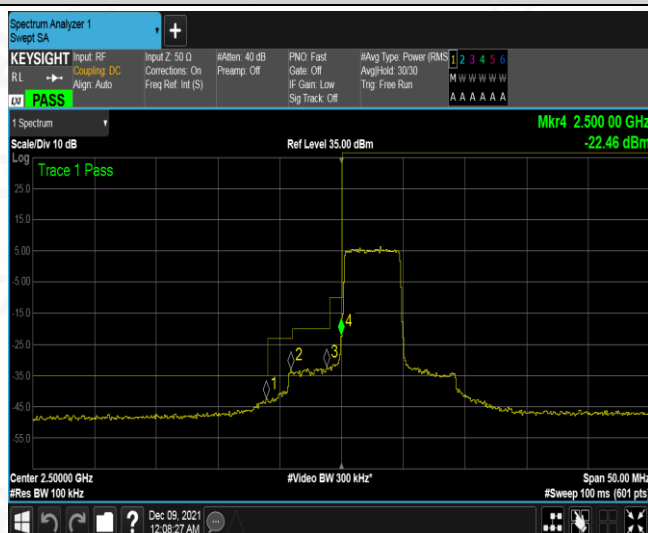 Spectrum Analyzer 1
Swept SA
+
KEYSIGHT
RL
LXI PASS
Input: RF
Coupling: DC
Align: Auto
Input Z: 50 Ω
Corrections: On
Freq Ref: Int (S)
#Atten: 40 dB
Preamp: Off
PNO: Fast
Gate: Off
IF Gain: Low
Sig Track: Off
#Avg Type: Power (RMS
Avg|Hold: 30/30
Trig: Free Run
1 2 3 4 5 6
M W W W W W
A A A A A A
1 Spectrum
Scale/Div 10 dB
Ref Level 35.00 dBm
Mkr4 2.500 00 GHz
-22.46 dBm
Log
Trace 1 Pass
25.0
15.0
5.00
-5.00
-15.0
-25.0
-35.0
-45.0
-55.0
1
2
3
4
Center 2.50000 GHz
#Res BW 100 kHz
#Video BW 300 kHz*
Span 50.00 MHz
#Sweep 100 ms (601 pts)
?
Dec 09, 2021
12:08:27 AM